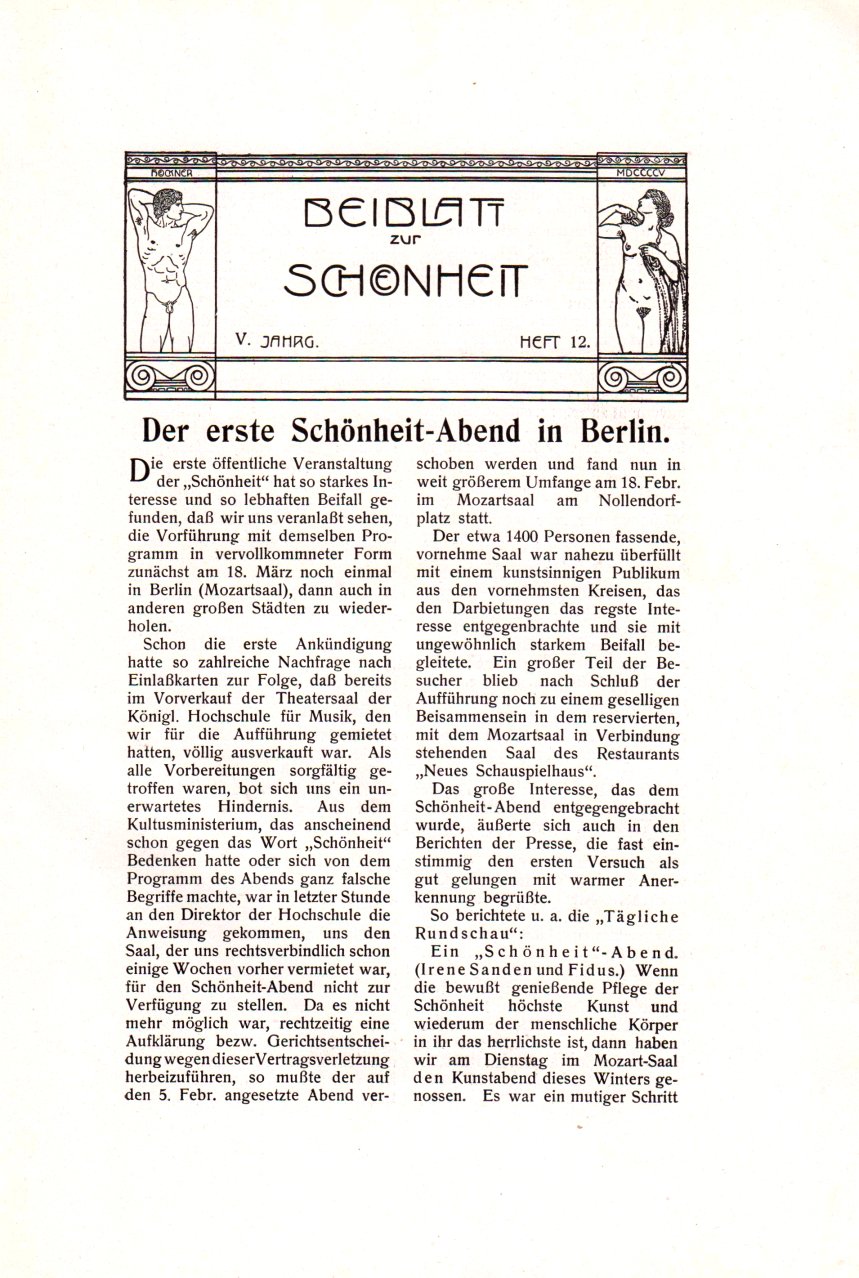 HÖCKNER
MDCCCCV
BEIBLATT
zur
SCHÖNHEIT
V. JAHRG.
HEFT 12.
Der erste Schönheit-Abend in Berlin.
Die erste öffentliche Veranstaltung
der „Schönheit“ hat so starkes In-
teresse und so lebhaften Beifall ge-
funden, daß wir uns veranlaßt sehen,
die Vorführung mit demselben Pro-
gramm in vervollkommneter Form
zunächst am 18. März noch einmal
in Berlin (Mozartsaal), dann auch in
anderen großen Städten zu wieder-
holen.
Schon die erste Ankündigung
hatte so zahlreiche Nachfrage nach
Einlaßkarten zur Folge, daß bereits
im Vorverkauf der Theatersaal der
Königl. Hochschule für Musik, den
wir für die Aufführung gemietet
hatten, völlig ausverkauft war. Als
alle Vorbereitungen sorgfältig ge-
troffen waren, bot sich uns ein un-
erwartetes Hindernis. Aus dem
Kultusministerium, das anscheinend
schon gegen das Wort „Schönheit“
Bedenken hatte oder sich von dem
Programm des Abends ganz falsche
Begriffe machte, war in letzter Stunde
an den Direktor der Hochschule die
Anweisung gekommen, uns den
Saal, der uns rechtsverbindlich schon
einige Wochen vorher vermietet war,
für den Schönheit-Abend nicht zur
Verfügung zu stellen. Da es nicht
mehr möglich war, rechtzeitig eine
Aufklärung bezw. Gerichtsentschei-
dung wegen dieser Vertragsverletzung
herbeizuführen, so mußte der auf
den 5. Febr. angesetzte Abend ver-
schoben werden und fand nun in
weit größerem Umfange am 18. Febr.
im Mozartsaal am Nollendorf-
platz statt.
Der etwa 1400 Personen fassende,
vornehme Saal war nahezu überfüllt
mit einem kunstsinnigen Publikum
aus den vornehmsten Kreisen, das
den Darbietungen das regste Inte-
resse entgegenbrachte und sie mit
ungewöhnlich starkem Beifall be-
gleitete. Ein großer Teil der Be-
sucher blieb nach Schluß der
Aufführung noch zu einem geselligen
Beisammensein in dem reservierten,
mit dem Mozartsaal in Verbindung
stehenden Saal des Restaurants
„Neues Schauspielhaus“.
Das große Interesse, das dem
Schönheit-Abend entgegengebracht
wurde, äußerte sich auch in den
Berichten der Presse, die fast ein-
stimmig den ersten Versuch als
gut gelungen mit warmer Aner-
kennung begrüßte.
So berichtete u. a. die „Tägliche
Rundschau“:
Ein „Schönheit“-Abend.
(Irene Sanden und Fidus.) Wenn
die bewußt genießende Pflege der
Schönheit höchste Kunst und
wiederum der menschliche Körper
in ihr das herrlichste ist, dann haben
wir am Dienstag im Mozart-Saal
den Kunstabend dieses Winters ge-
nossen. Es war ein mutiger Schritt